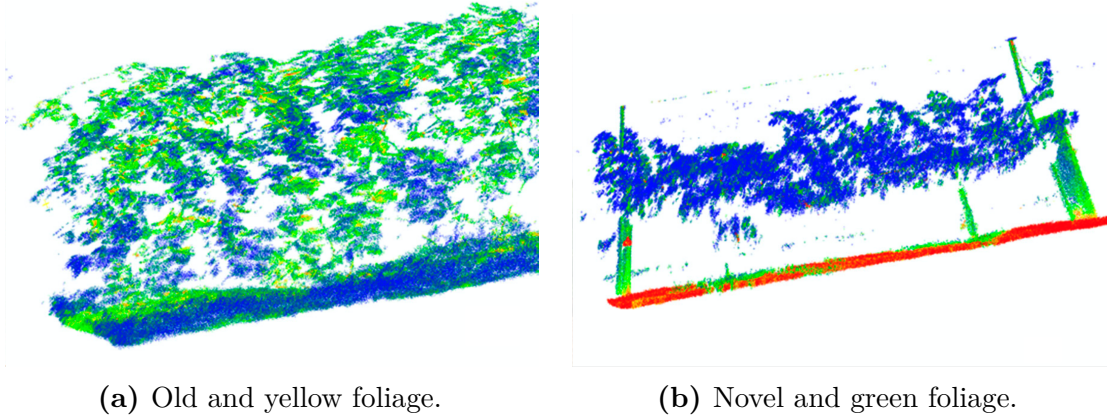 (a) Old and yellow foliage.
(b) Novel and green foliage.